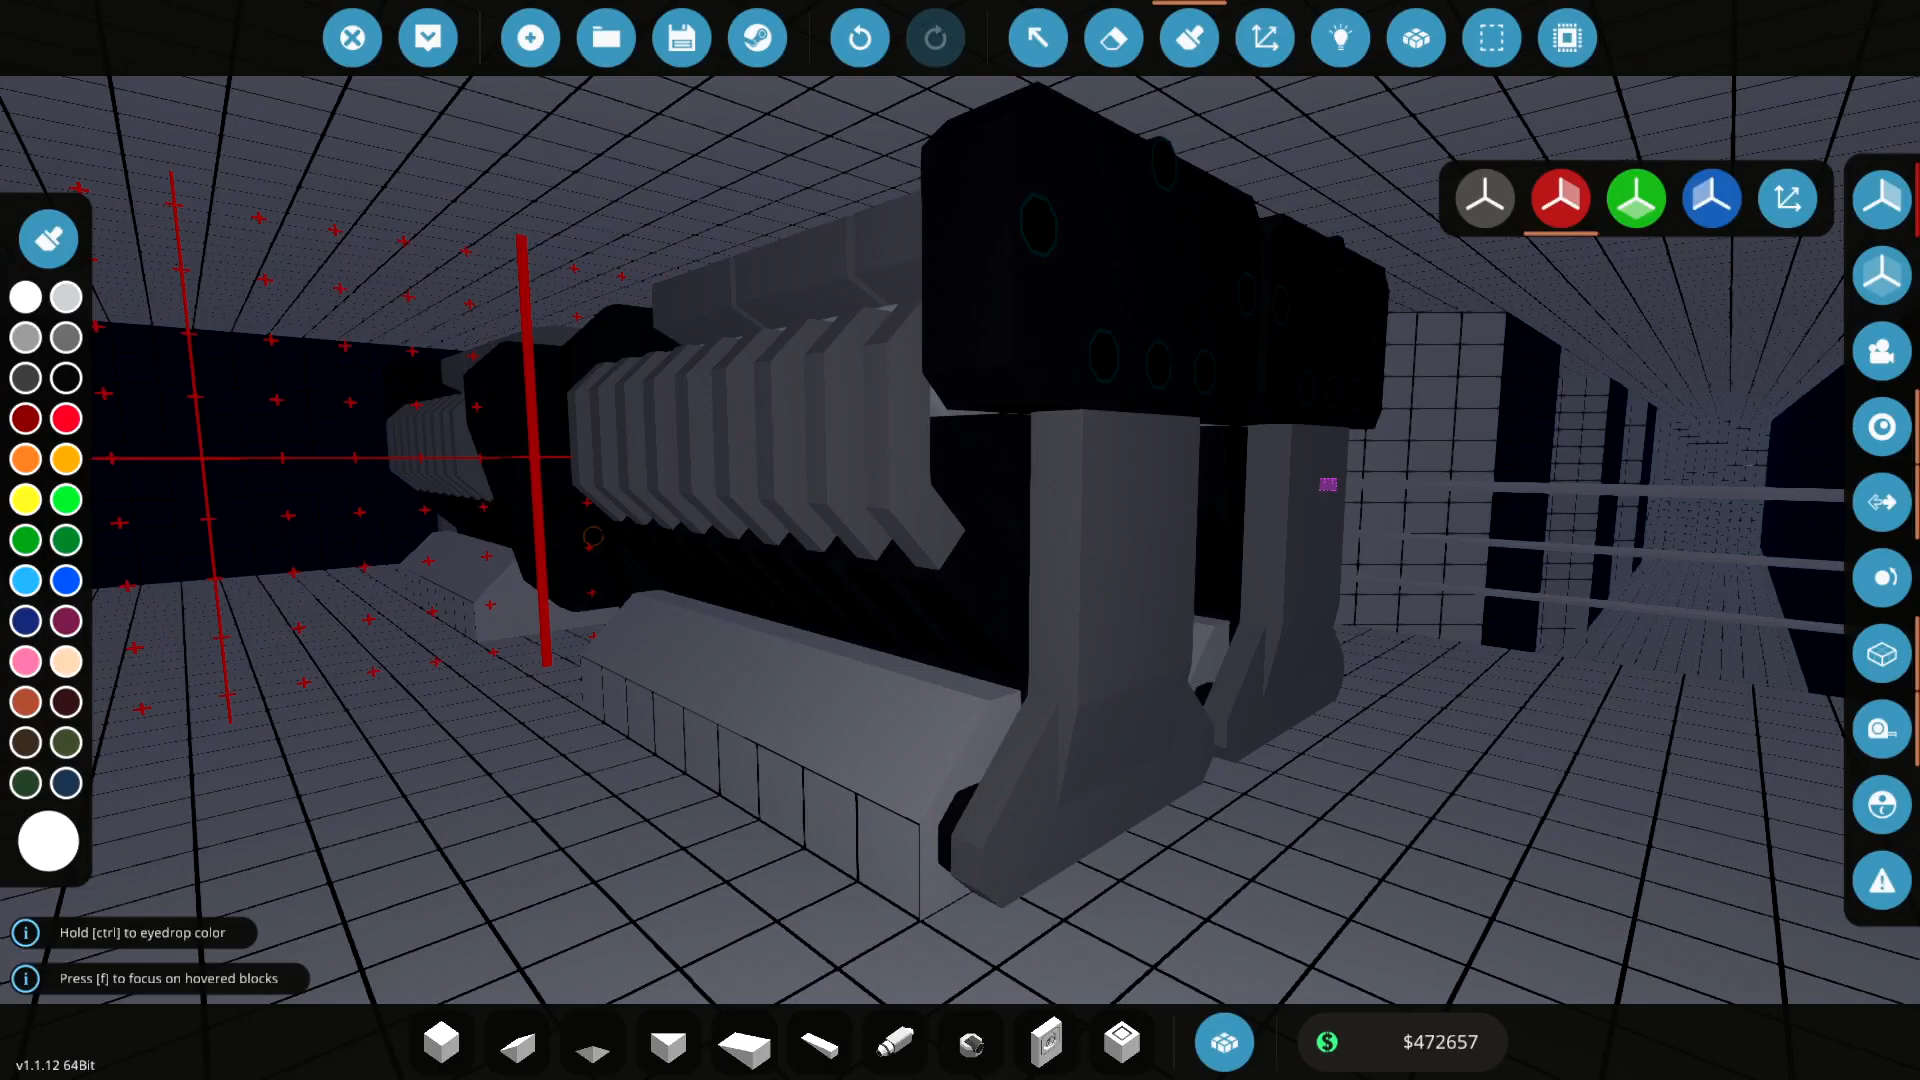 Hold [ctrl] to eyedrop color
Press [f] to focus on hovered blocks
$472657
v1.1.12 64Bit